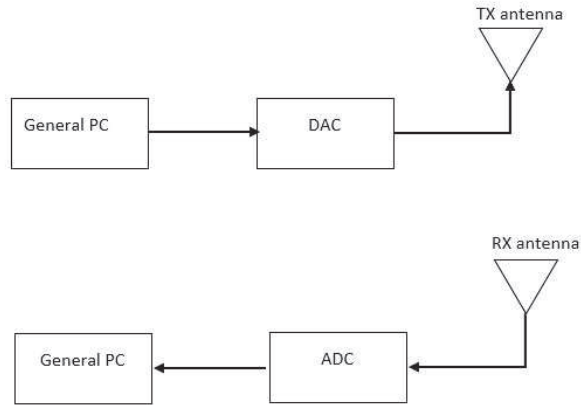 TX antenna
General PC
DAC
RX antenna
General PC
ADC